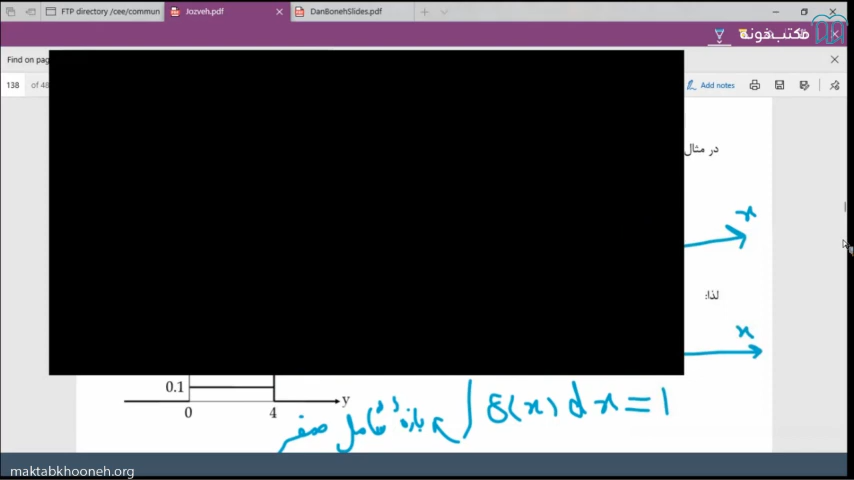 FTP directory /cee/commun
Jozveh.pdf
DanBonehSlides.pdf
مکتب‌خونه
Find on pag
138 of 48
Add notes
در مثال
x
لذا:
x
0.1
y
0 4
بازه شامل صفر
∫ δ(x) dx = 1
maktabkhooneh.org